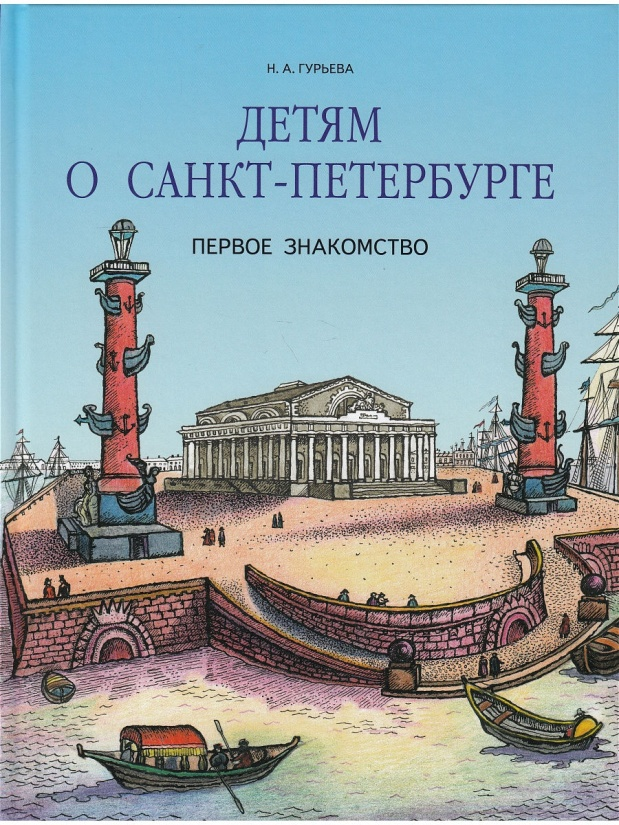 Н. А. ГУРЬЕВА
ДЕТЯМ
О САНКТ-ПЕТЕРБУРГЕ
ПЕРВОЕ ЗНАКОМСТВО